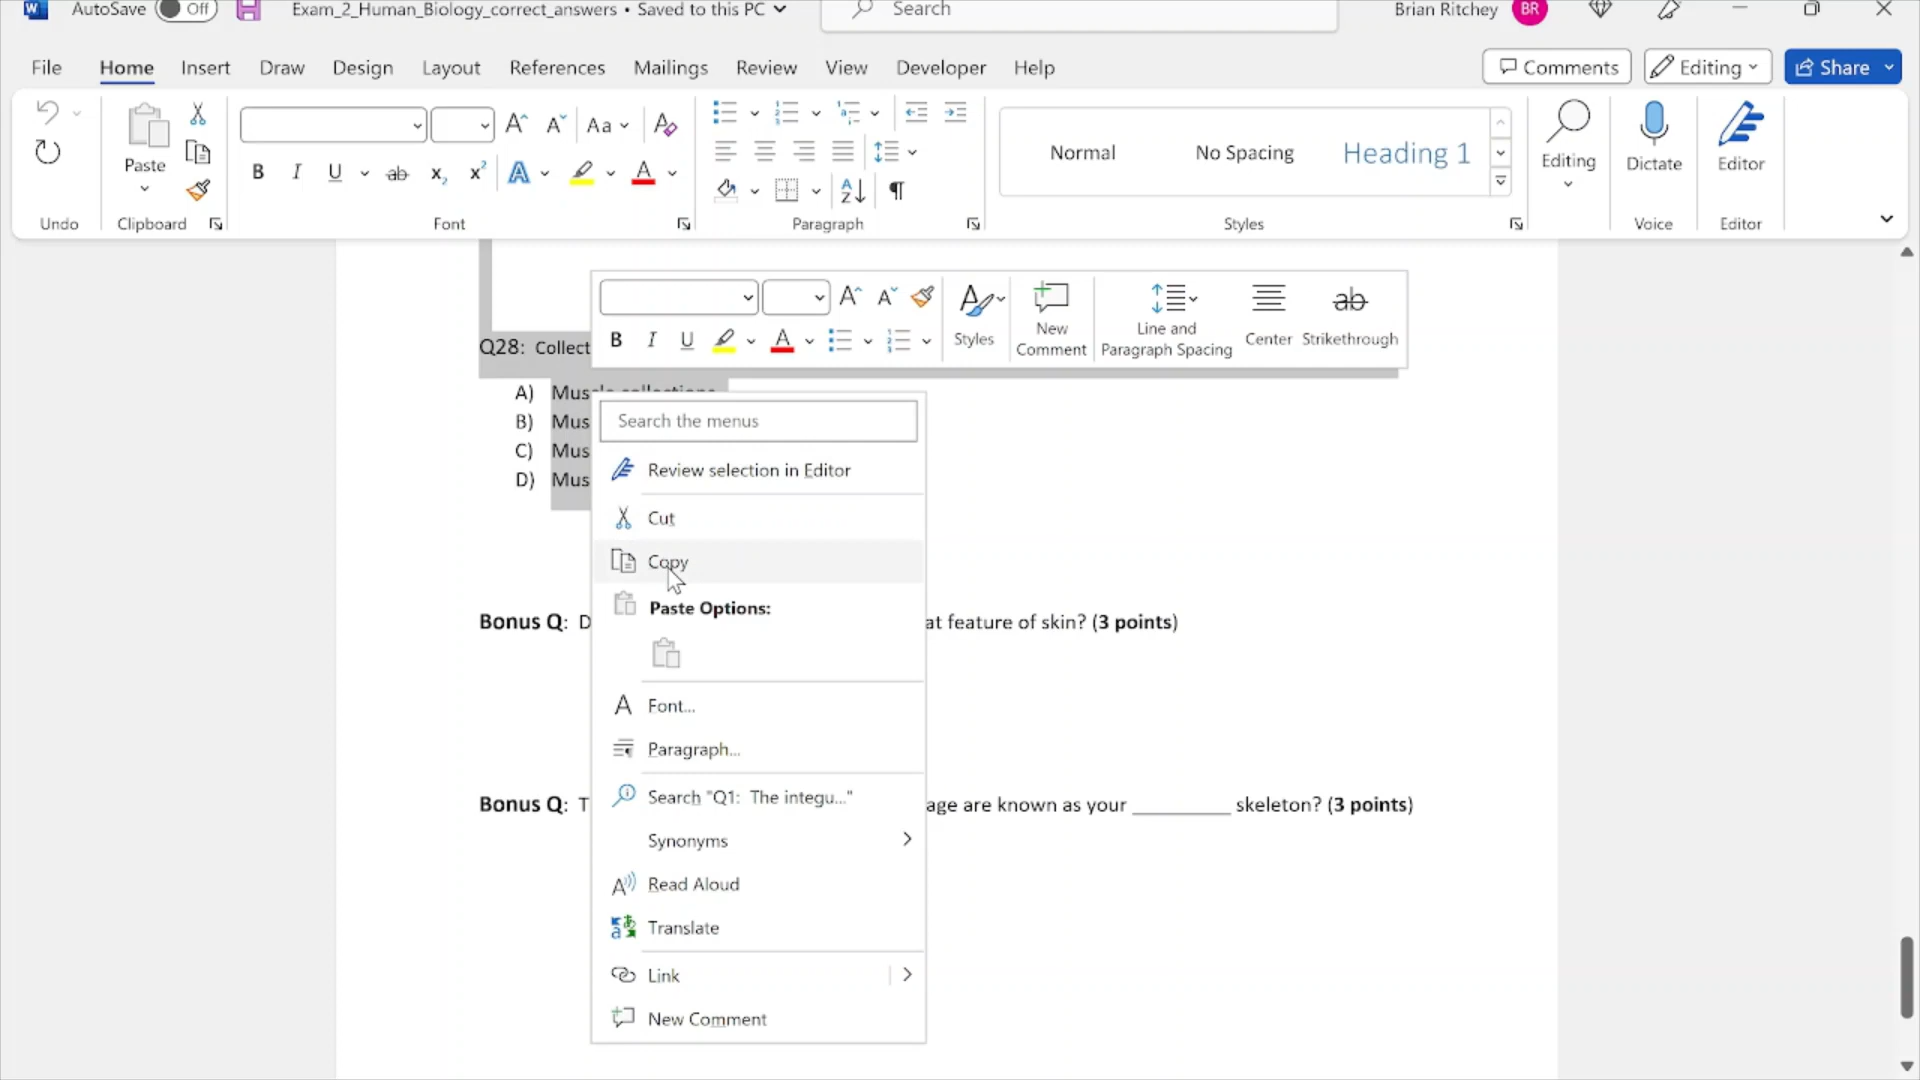 AutoSave Off Exam_2_Human_Biology_correct_answers • Saved to this PC Search Brian Ritchey BR
File Home Insert Draw Design Layout References Mailings Review View Developer Help Comments Editing Share
Paste
Normal No Spacing Heading 1
Editing Dictate Editor
Undo Clipboard Font Paragraph Styles Voice Editor
Styles New Comment Line and Paragraph Spacing Center Strikethrough
Q28: Collect
A) Muscle collections
B) Mus
C) Mus
D) Mus
Search the menus
Review selection in Editor
Cut
Copy
Paste Options:
Bonus Q: D at feature of skin? (3 points)
Font...
Paragraph...
Search "Q1: The integu..."
Bonus Q: T age are known as your _________ skeleton? (3 points)
Synonyms
Read Aloud
Translate
Link
New Comment